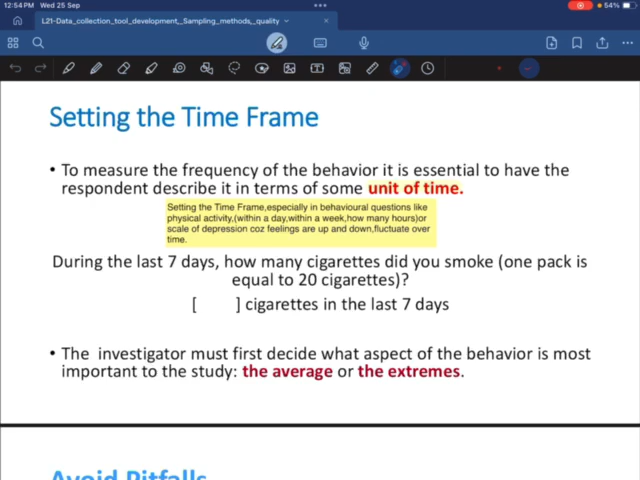 12:54 PM Wed 25 Sep
54%
L21-Data_collection_tool_development,_Sampling_methods,_quality
Setting the Time Frame
• To measure the frequency of the behavior it is essential to have the
respondent describe it in terms of some unit of time.
Setting the Time Frame,especially in behavioural questions like
physical activity,(within a day,within a week,how many hours)or
scale of depression coz feelings are up and down,fluctuate over
time.
During the last 7 days, how many cigarettes did you smoke (one pack is
equal to 20 cigarettes)?
[ ] cigarettes in the last 7 days
• The investigator must first decide what aspect of the behavior is most
important to the study: the average or the extremes.
Avoid Pitfalls